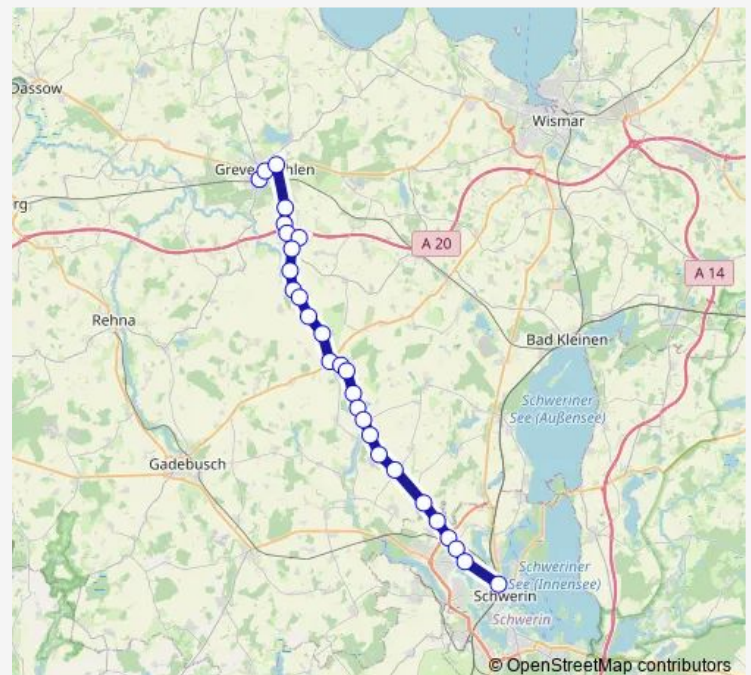 Dassow
Wismar
Greve
hlen
rg
A 20
A 14
Rehna
Bad Kleinen
Schweriner
See (Außensee)
Gadebusch
Schweriner
See (Innensee)
Schwerin
Schwerin
© OpenStreetMap contributors